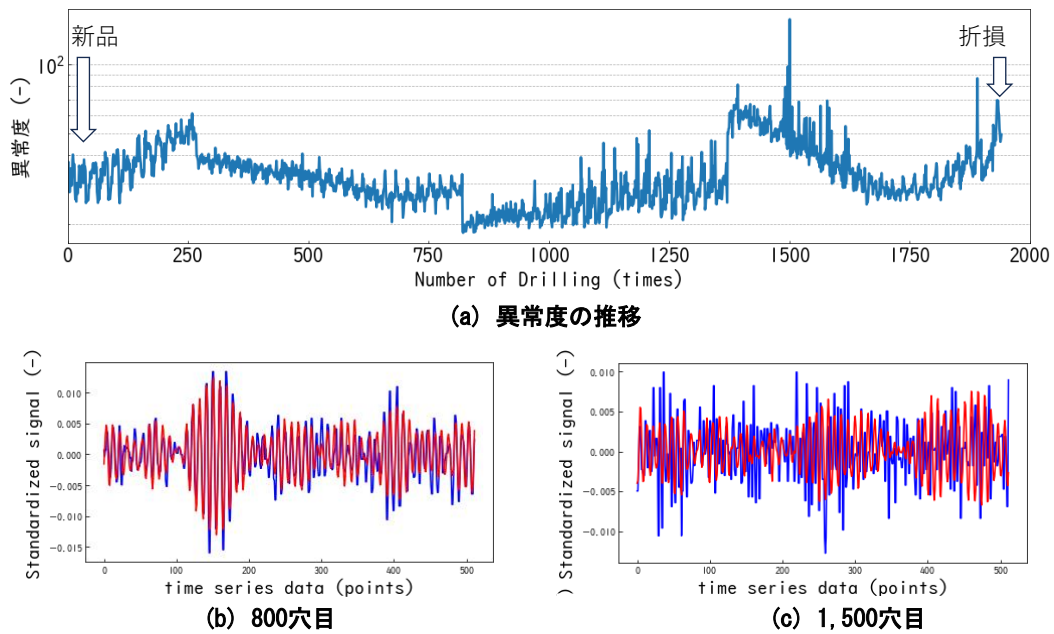 新品
折損
10²
異常度 (-)
0 250 500 750 1000 1250 1500 1750 2000
Number of Drilling (times)
(a) 異常度の推移
Standardized signal (-)
0.010
0.005
0.000
-0.005
-0.010
-0.015
0 100 200 300 400 500
time series data (points)
(b) 800穴目
) Standardized signal (-)
0.010
0.005
0.000
-0.005
-0.010
0 100 200 300 400 500
time series data (points)
(c) 1,500穴目